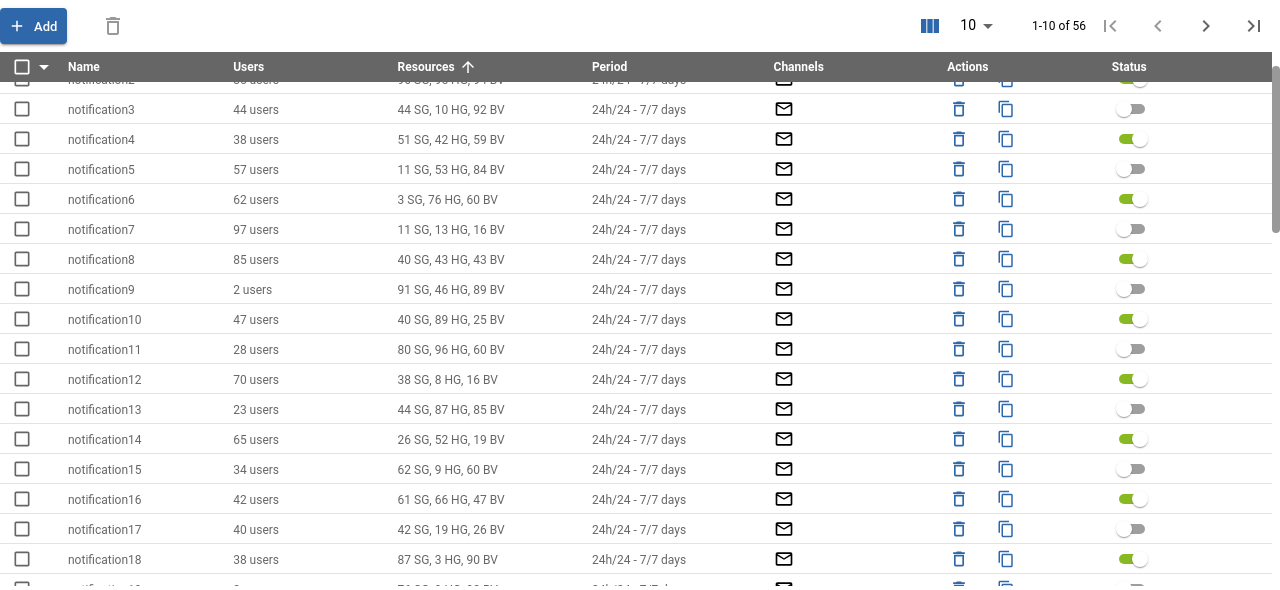 Add 10 1-10 of 56
Name Users Resources Period Channels Actions Status
notification3 44 users 44 SG, 10 HG, 92 BV 24h/24 - 7/7 days
notification4 38 users 51 SG, 42 HG, 59 BV 24h/24 - 7/7 days
notification5 57 users 11 SG, 53 HG, 84 BV 24h/24 - 7/7 days
notification6 62 users 3 SG, 76 HG, 60 BV 24h/24 - 7/7 days
notification7 97 users 11 SG, 13 HG, 16 BV 24h/24 - 7/7 days
notification8 85 users 40 SG, 43 HG, 43 BV 24h/24 - 7/7 days
notification9 2 users 91 SG, 46 HG, 89 BV 24h/24 - 7/7 days
notification10 47 users 40 SG, 89 HG, 25 BV 24h/24 - 7/7 days
notification11 28 users 80 SG, 96 HG, 60 BV 24h/24 - 7/7 days
notification12 70 users 38 SG, 8 HG, 16 BV 24h/24 - 7/7 days
notification13 23 users 44 SG, 87 HG, 85 BV 24h/24 - 7/7 days
notification14 65 users 26 SG, 52 HG, 19 BV 24h/24 - 7/7 days
notification15 34 users 62 SG, 9 HG, 60 BV 24h/24 - 7/7 days
notification16 42 users 61 SG, 66 HG, 47 BV 24h/24 - 7/7 days
notification17 40 users 42 SG, 19 HG, 26 BV 24h/24 - 7/7 days
notification18 38 users 87 SG, 3 HG, 90 BV 24h/24 - 7/7 days